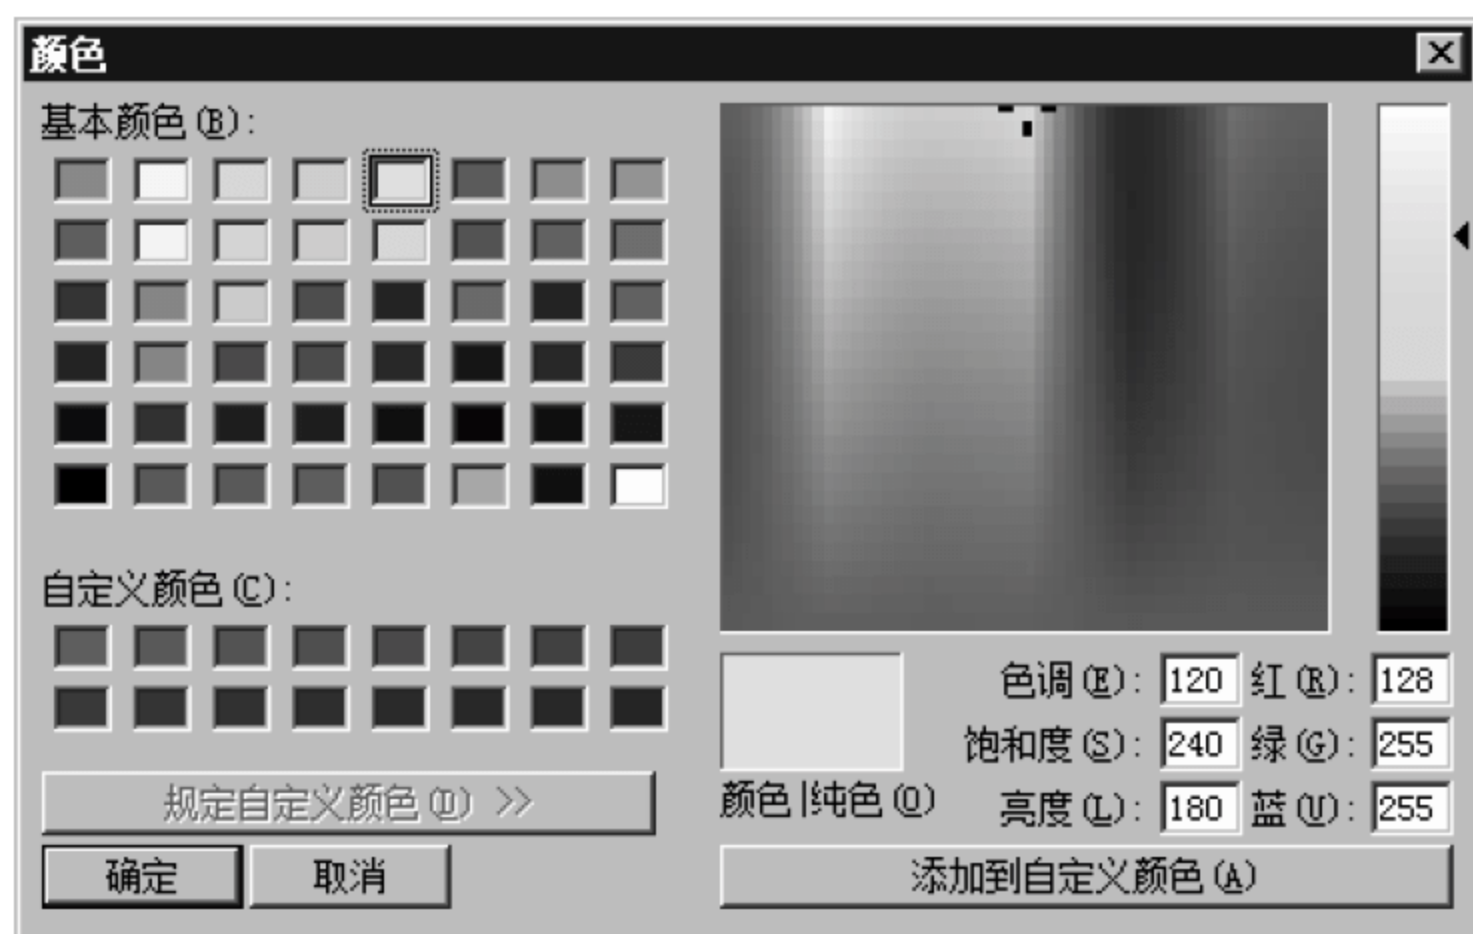 颜色
基本颜色(B):
自定义颜色(C):
规定自定义颜色(D) >>
确定 取消
色调(E): 120 红(R): 128
饱和度(S): 240 绿(G): 255
颜色|纯色(O) 亮度(L): 180 蓝(U): 255
添加到自定义颜色(A)